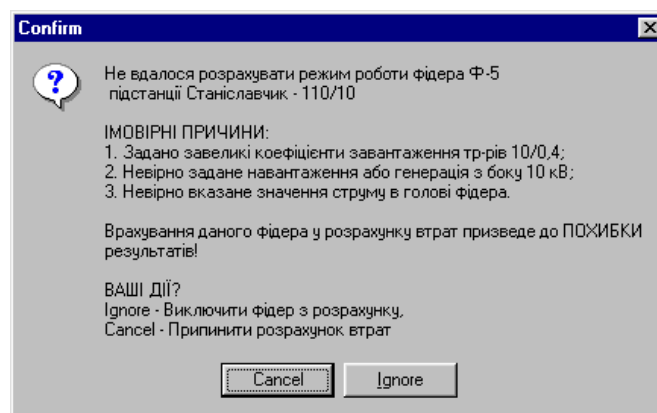 Confirm
Не вдалося розрахувати режим роботи фідера Ф-5
підстанції Станіславчик - 110/10
ІМОВІРНІ ПРИЧИНИ:
1. Задано завеликі коефіцієнти завантаження тр-рів 10/0,4;
2. Невірно задане навантаження або генерація з боку 10 кВ;
3. Невірно вказане значення струму в голові фідера.
Врахування даного фідера у розрахунку втрат призведе до ПОХИБКИ
результатів!
ВАШІ ДІЇ?
Ignore - Виключити фідер з розрахунку,
Cancel - Припинити розрахунок втрат
Cancel Ignore